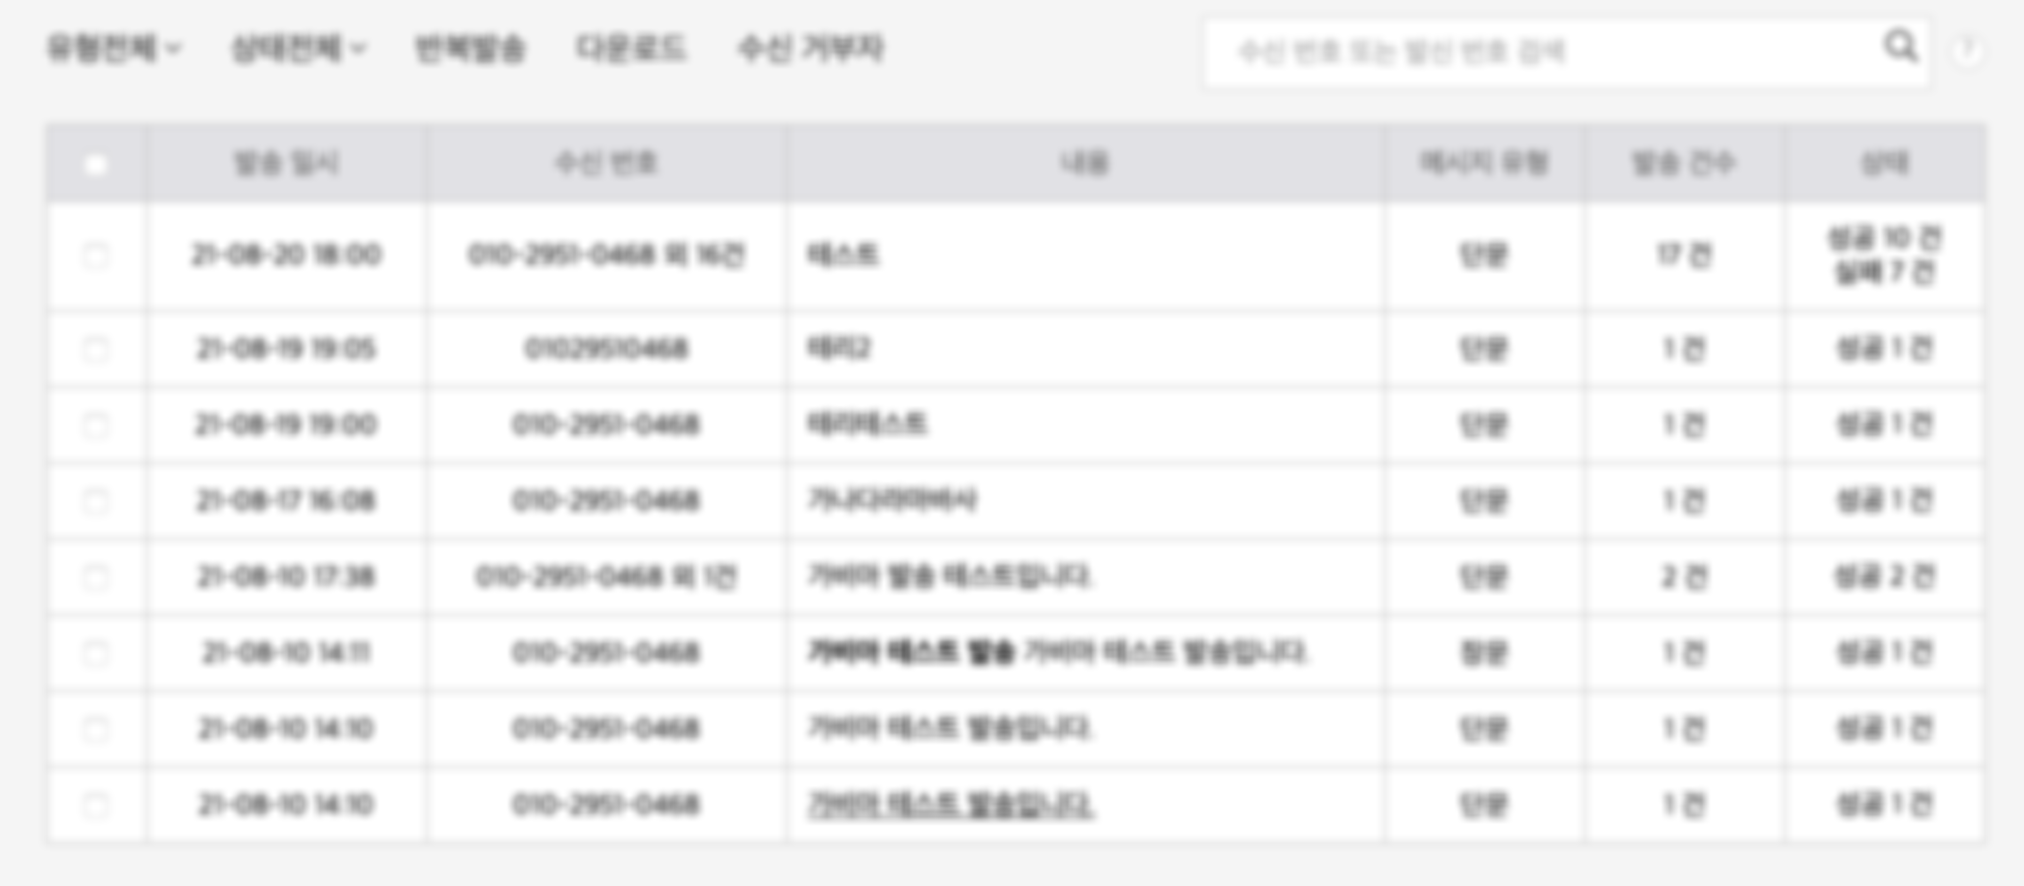 유형전체 상태전체 반복발송 다운로드 수신 거부자 수신 번호 또는 발신 번호 검색 ?
발송 일시 수신 번호 내용 메시지 유형 발송 건수 상태
21-08-20 18:00 010-2951-0468 외 16건 테스트 단문 17 건 성공 10 건
실패 7 건
21-08-19 19:05 01029510468 테리2 단문 1 건 성공 1 건
21-08-19 19:00 010-2951-0468 테리테스트 단문 1 건 성공 1 건
21-08-17 16:08 010-2951-0468 가나다라마바사 단문 1 건 성공 1 건
21-08-10 17:38 010-2951-0468 외 1건 가비아 발송 테스트입니다. 단문 2 건 성공 2 건
21-08-10 14:11 010-2951-0468 가비아 테스트 발송 가비아 테스트 발송입니다. 장문 1 건 성공 1 건
21-08-10 14:10 010-2951-0468 가비아 테스트 발송입니다. 단문 1 건 성공 1 건
21-08-10 14:10 010-2951-0468 가비아 테스트 발송입니다. 단문 1 건 성공 1 건